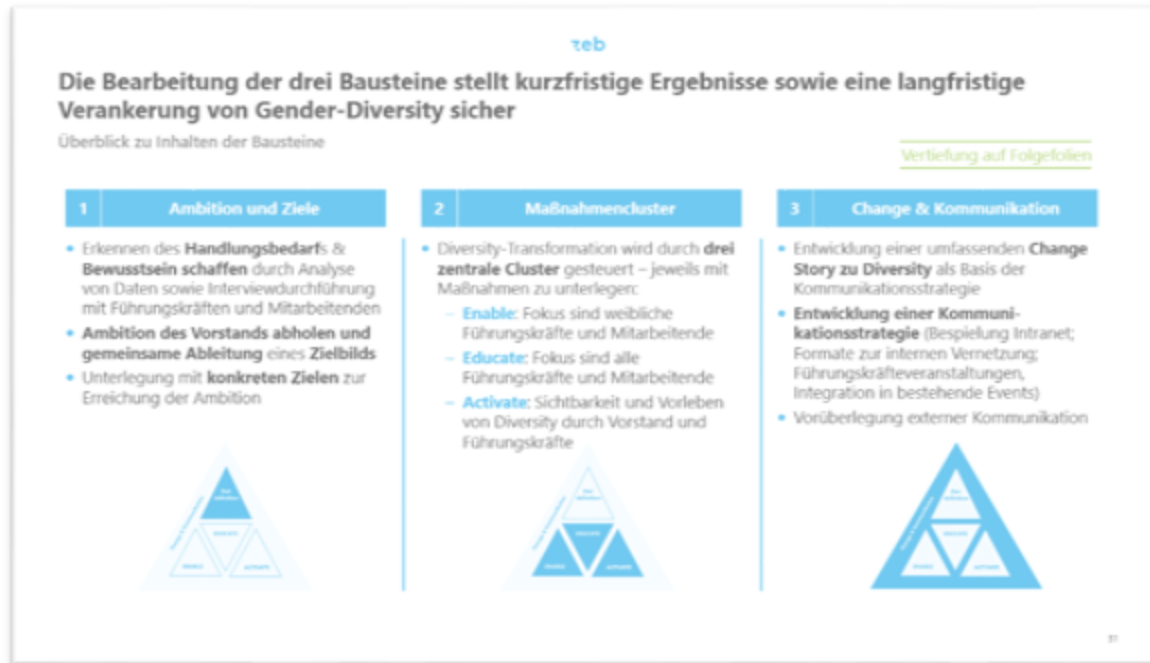 zeb
Die Bearbeitung der drei Bausteine stellt kurzfristige Ergebnisse sowie eine langfristige
Verankerung von Gender-Diversity sicher
Überblick zu Inhalten der Bausteine
Vertiefung auf Folgefolien
1 Ambition und Ziele
• Erkennen des Handlungsbedarfs &
Bewusstsein schaffen durch Analyse
von Daten sowie Interviewdurchführung
mit Führungskräften und Mitarbeitenden
• Ambition des Vorstands abholen und
gemeinsame Ableitung eines Zielbilds
• Unterlegung mit konkreten Zielen zur
Erreichung der Ambition
2 Maßnahmencluster
• Diversity-Transformation wird durch drei
zentrale Cluster gesteuert – jeweils mit
Maßnahmen zu unterlegen:
– Enable: Fokus sind weibliche
Führungskräfte und Mitarbeitende
– Educate: Fokus sind alle
Führungskräfte und Mitarbeitende
– Activate: Sichtbarkeit und Vorleben
von Diversity durch Vorstand und
Führungskräfte
3 Change & Kommunikation
• Entwicklung einer umfassenden Change
Story zu Diversity als Basis der
Kommunikationsstrategie
• Entwicklung einer Kommuni-
kationsstrategie (Bespielung Intranet;
Formate zur internen Vernetzung;
Führungskräfteveranstaltungen,
Integration in bestehende Events)
• Vorüberlegung externer Kommunikation